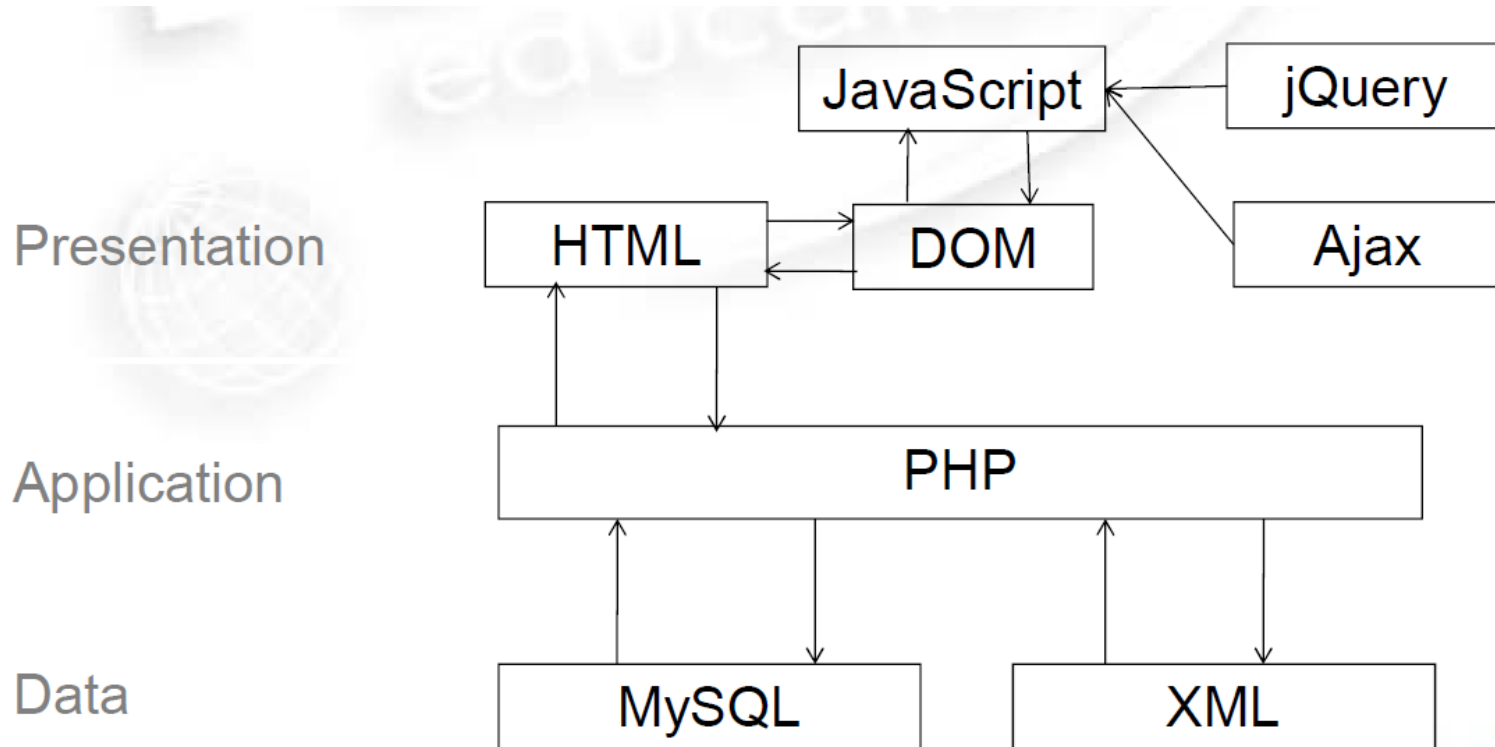 JavaScript
jQuery
Presentation
HTML
DOM
Ajax
Application
PHP
Data
MySQL
XML